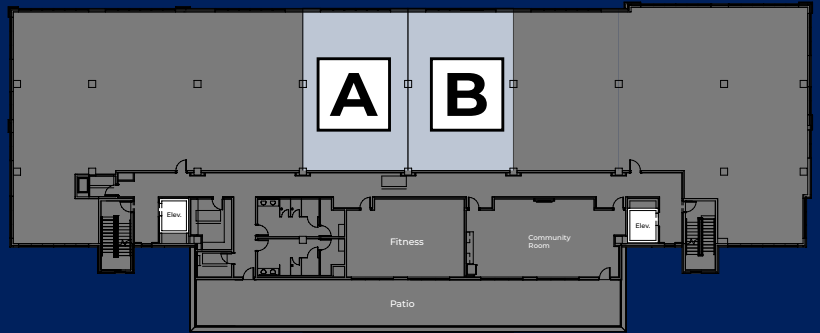 A
B
Elev.
Elev.
Fitness
Community
Room
Patio